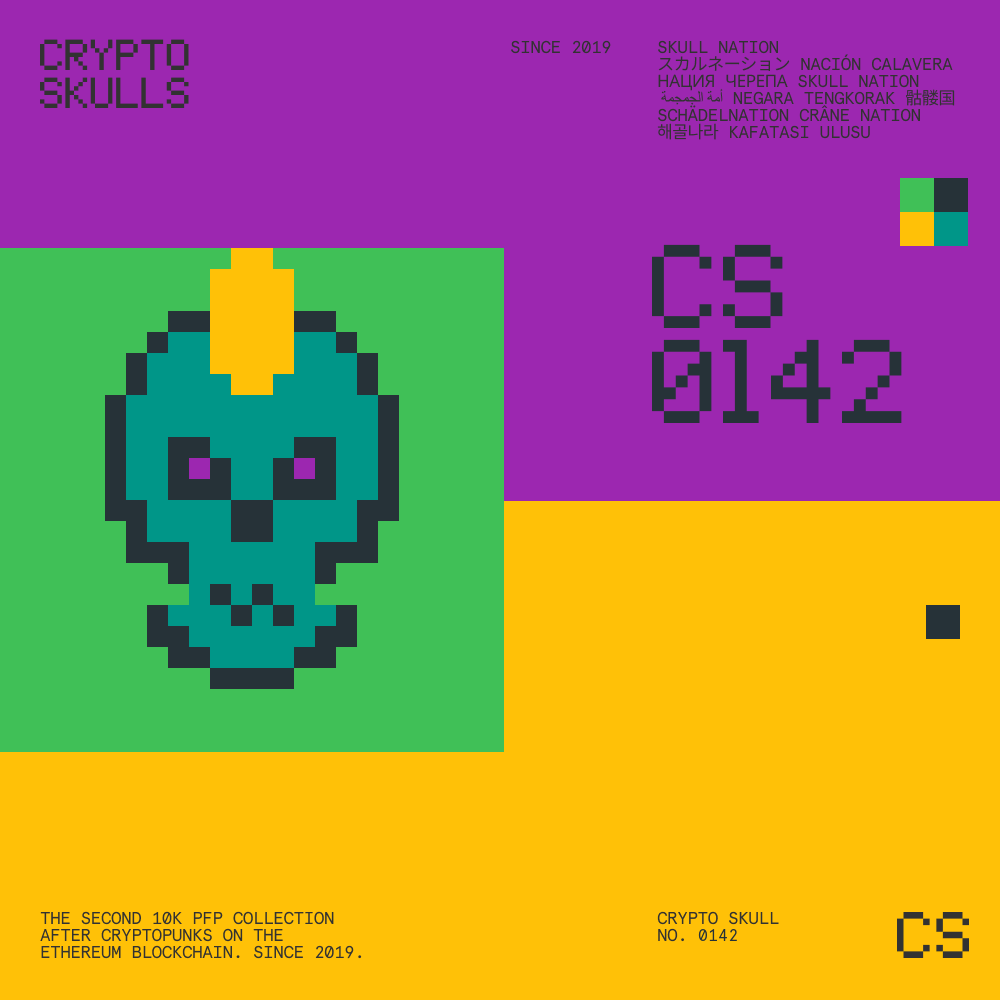 CRYPTO
SKULLS
SINCE 2019
SKULL NATION
スカルネーション NACIÓN CALAVERA
НАЦИЯ ЧЕРЕПА SKULL NATION
أمة الجمجمة NEGARA TENGKORAK 骷髅国
SCHÄDELNATION CRÂNE NATION
해골나라 KAFATASI ULUSU
CS
0142
THE SECOND 10K PFP COLLECTION
AFTER CRYPTOPUNKS ON THE
ETHEREUM BLOCKCHAIN. SINCE 2019.
CRYPTO SKULL
NO. 0142
CS